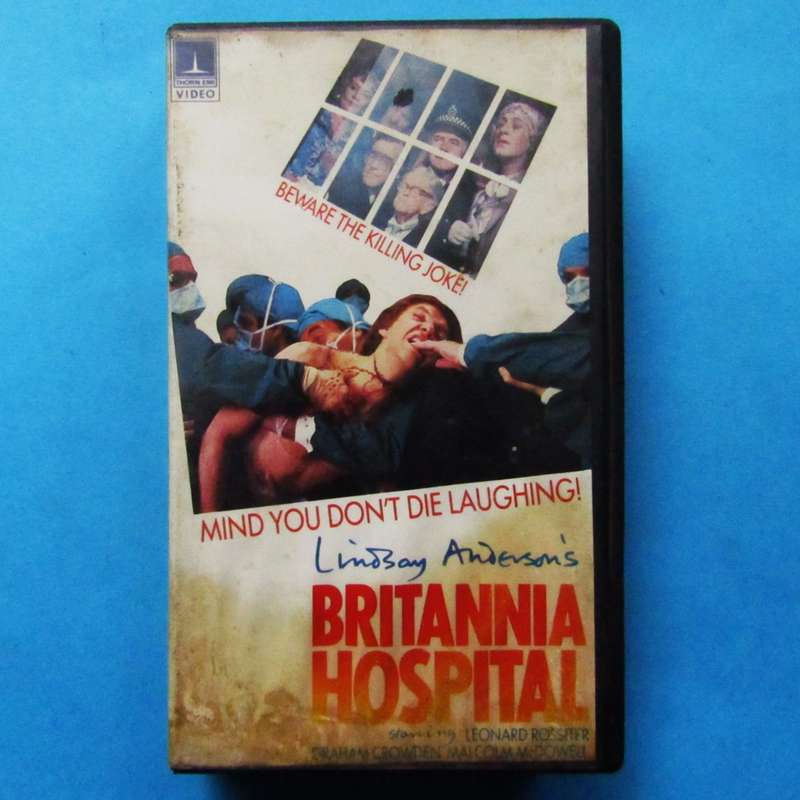 THORN EMI
VIDEO
BEWARE THE KILLING JOKE!
MIND YOU DON'T DIE LAUGHING!
Lindsay Anderson's
BRITANNIA
HOSPITAL
starring LEONARD ROSSITER
GRAHAM CROWDEN MALCOLM McDOWELL